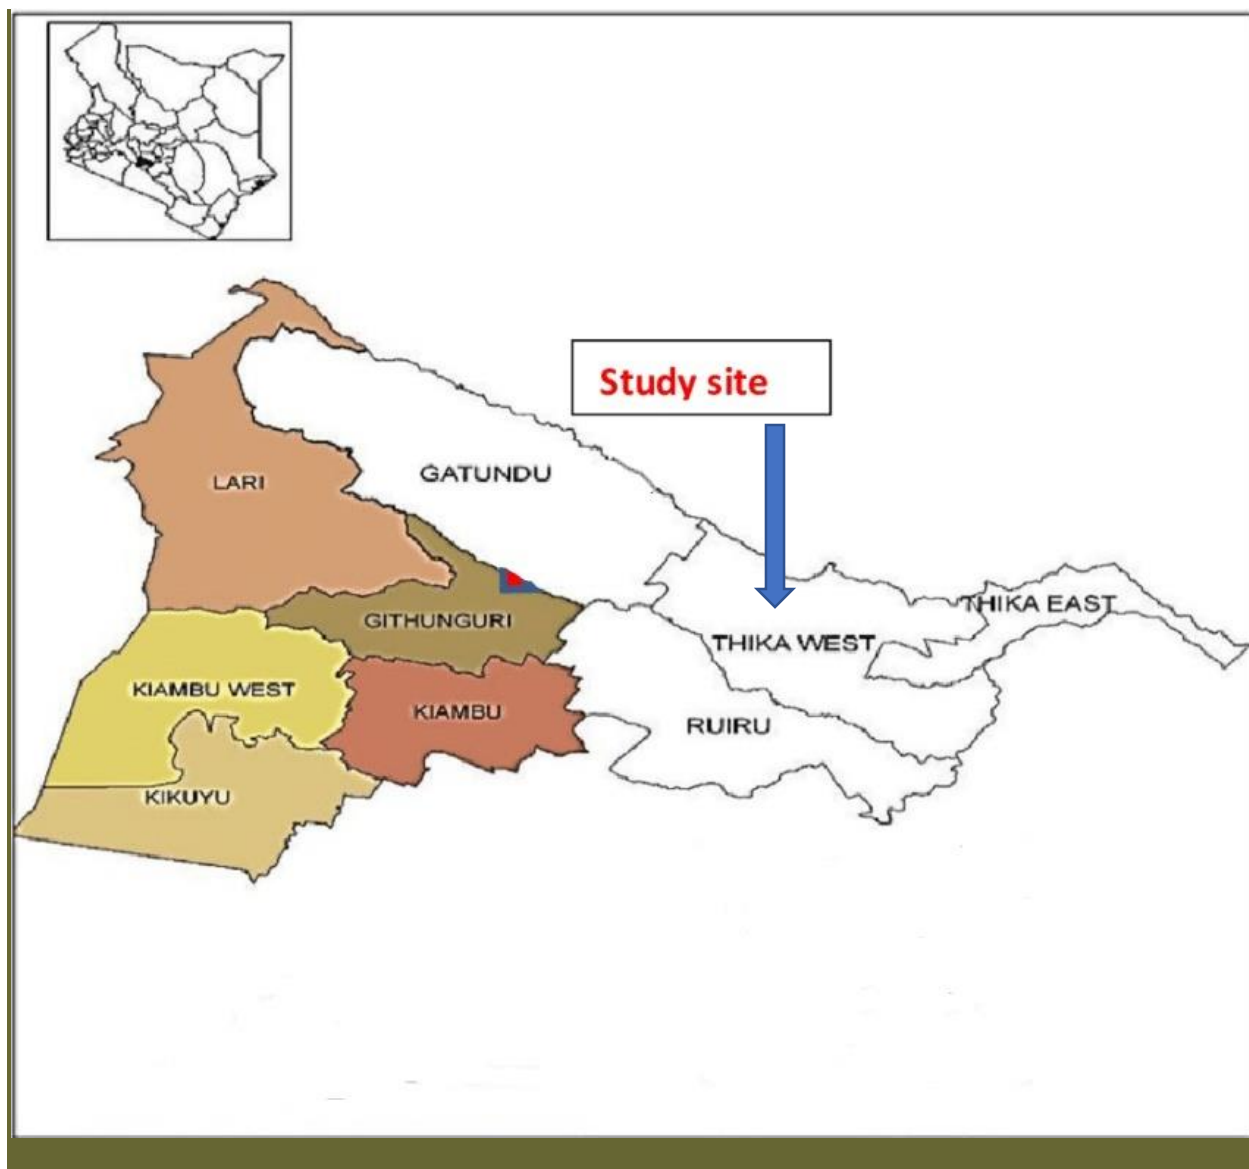 Study site
GATUNDU
LARI
THIKA EAST
GITHUNGURI
THIKA WEST
KIAMBU WEST
KIAMBU
RUIRU
KIKUYU